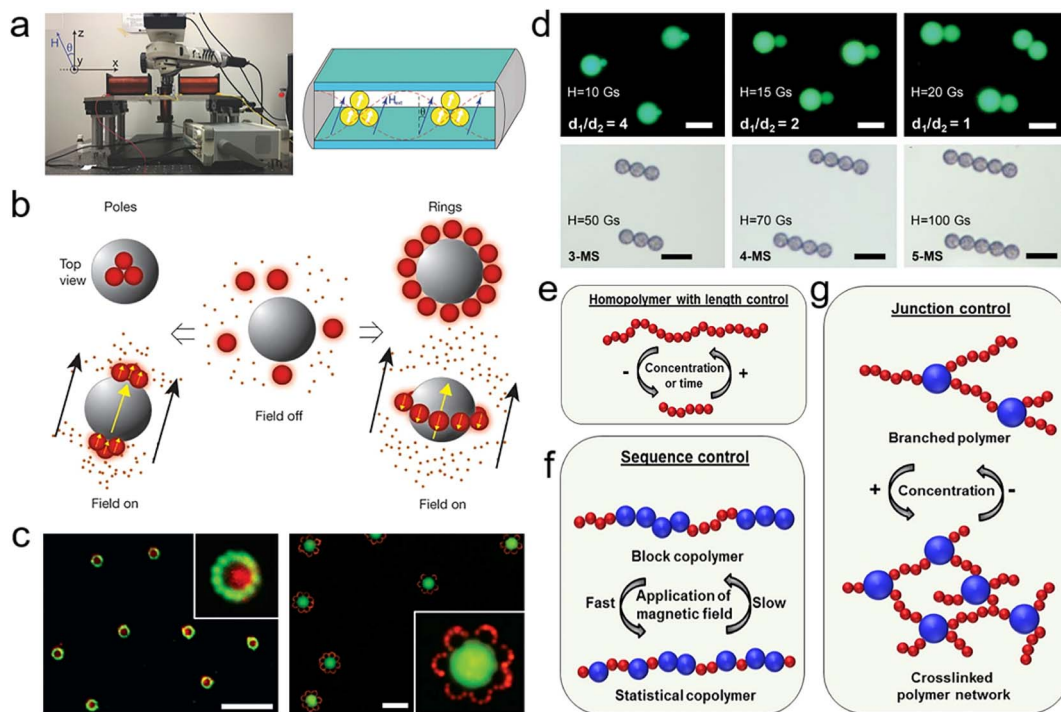 a
H
θ
z
y
x
H
ext
θ
b
Poles
Rings
Top
view
Field off
Field on
Field on
c
d
H=10 Gs
d₁/d₂ = 4
H=15 Gs
d₁/d₂ = 2
H=20 Gs
d₁/d₂ = 1
H=50 Gs
3-MS
H=70 Gs
4-MS
H=100 Gs
5-MS
e
Homopolymer with length control
-
Concentration
or time
+
f
Sequence control
Block copolymer
Fast
Application of
magnetic field
Slow
Statistical copolymer
g
Junction control
Branched polymer
+
Concentration
-
Crosslinked
polymer network